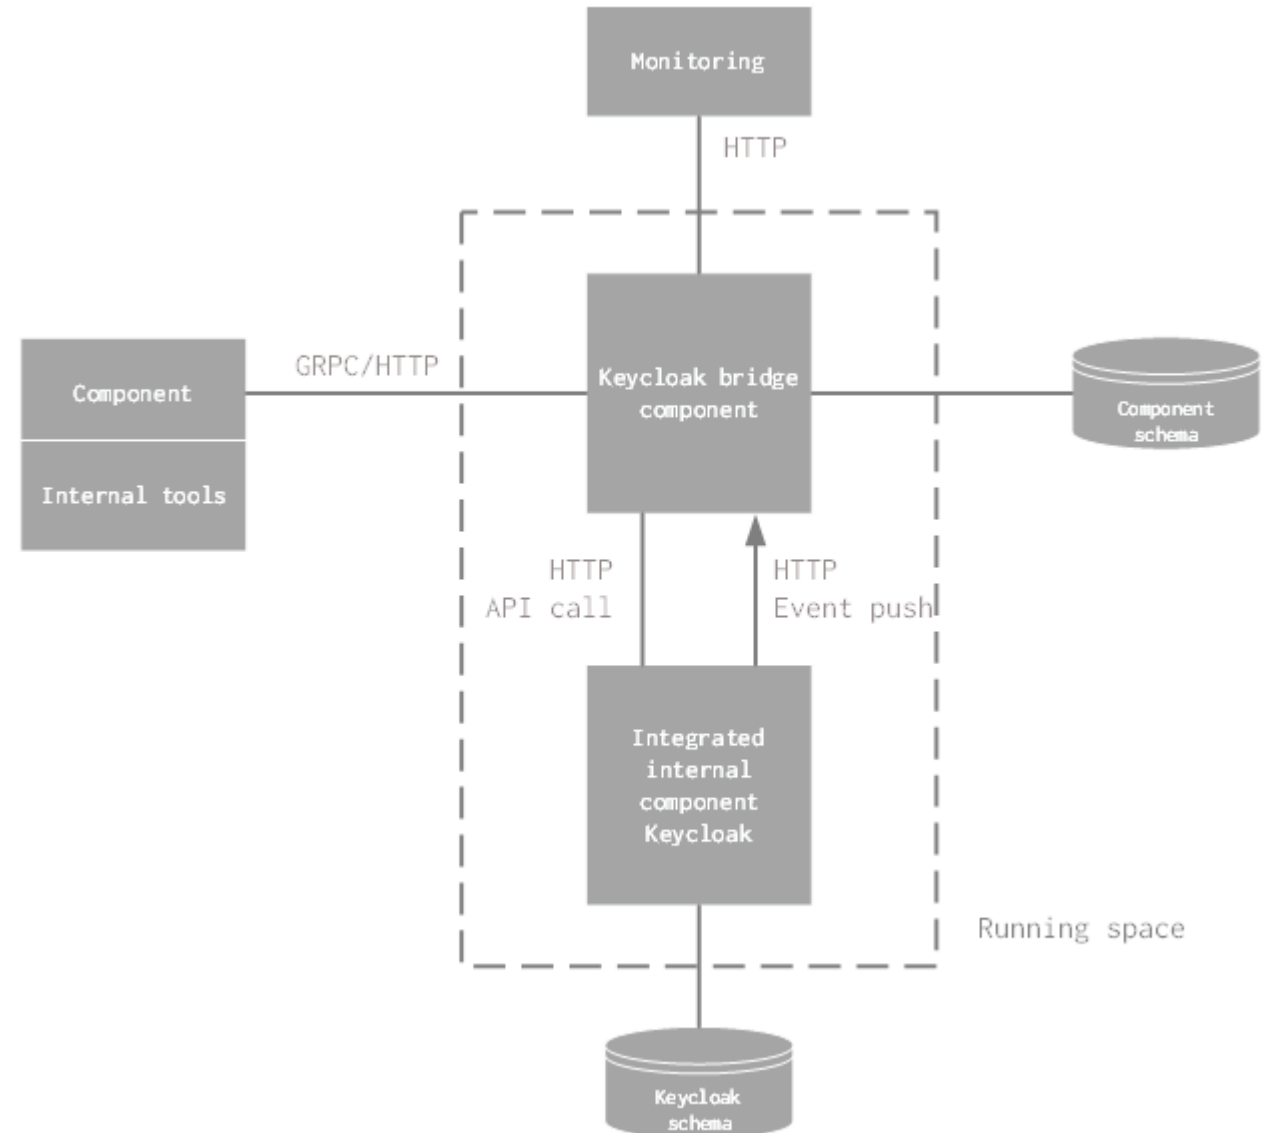 Monitoring
HTTP
GRPC/HTTP
Component
Internal tools
Keycloak bridge
component
Component
schema
HTTP
API call
HTTP
Event push
Integrated
internal
component
Keycloak
Running space
Keycloak
schema